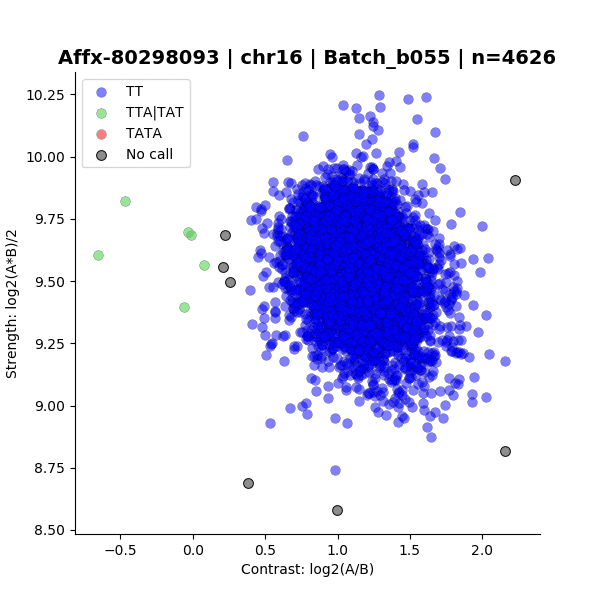 Affx-80298093 | chr16 | Batch_b055 | n=4626
TT
TTA|TAT
TATA
No call
10.25
10.00
9.75
9.50
9.25
9.00
8.75
8.50
Strength: log2(A*B)/2
−0.5
0.0
0.5
1.0
1.5
2.0
Contrast: log2(A/B)